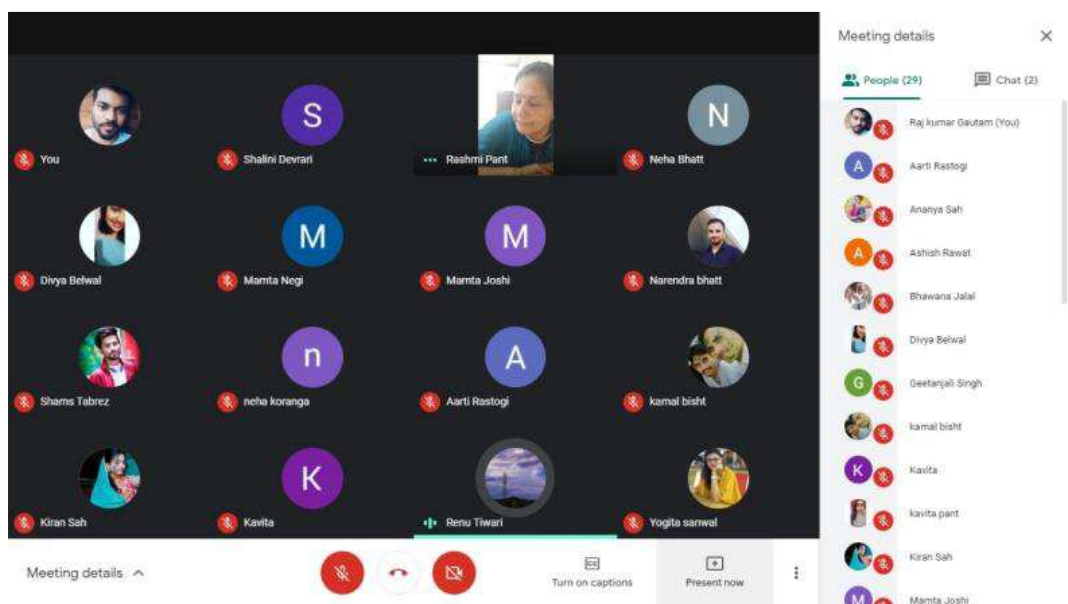 Meeting details
People (29)
Chat (2)
S
N
You
Shalini Devrari
Rashmi Pant
Neha Bhatt
M
M
Divya Belwal
Mamta Negi
Mamta Joshi
Narendra bhatt
n
A
Shams Tabrez
neha koranga
Aarti Rastogi
kamal bisht
K
Kiran Sah
Kavita
Renu Tiwari
Yogita sanwal
Raj kumar Gautam (You)
A
Aarti Rastogi
Ananya Sah
A
Ashish Rawat
Bhawana Jalal
Divya Belwal
G
Geetanjali Singh
kamal bisht
K
Kavita
kavita pant
Kiran Sah
M
Mamta Joshi
Meeting details
CC
Turn on captions
Present now